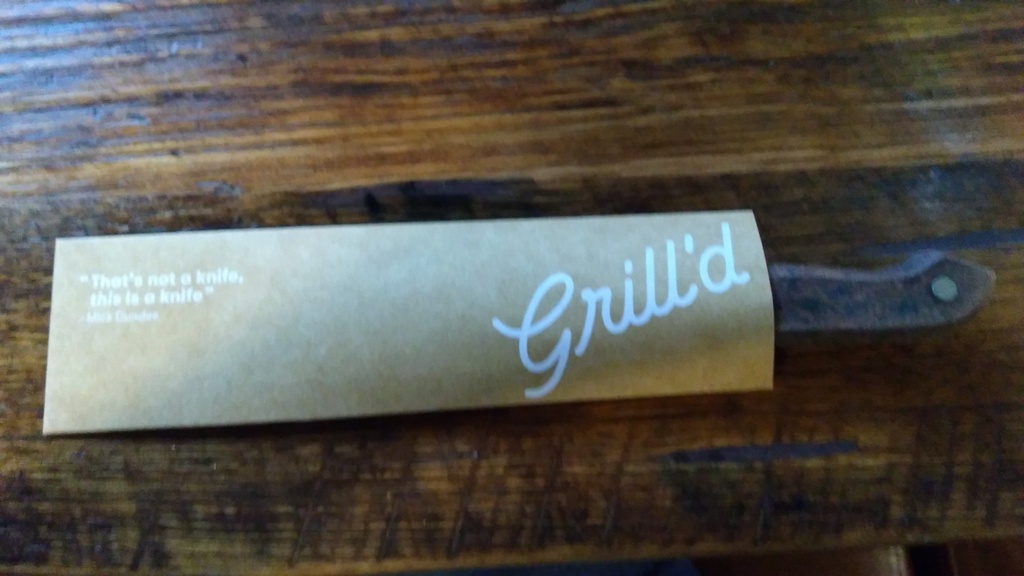 "That's not a knife,
this is a knife"
-Mick Dundee
Grill'd